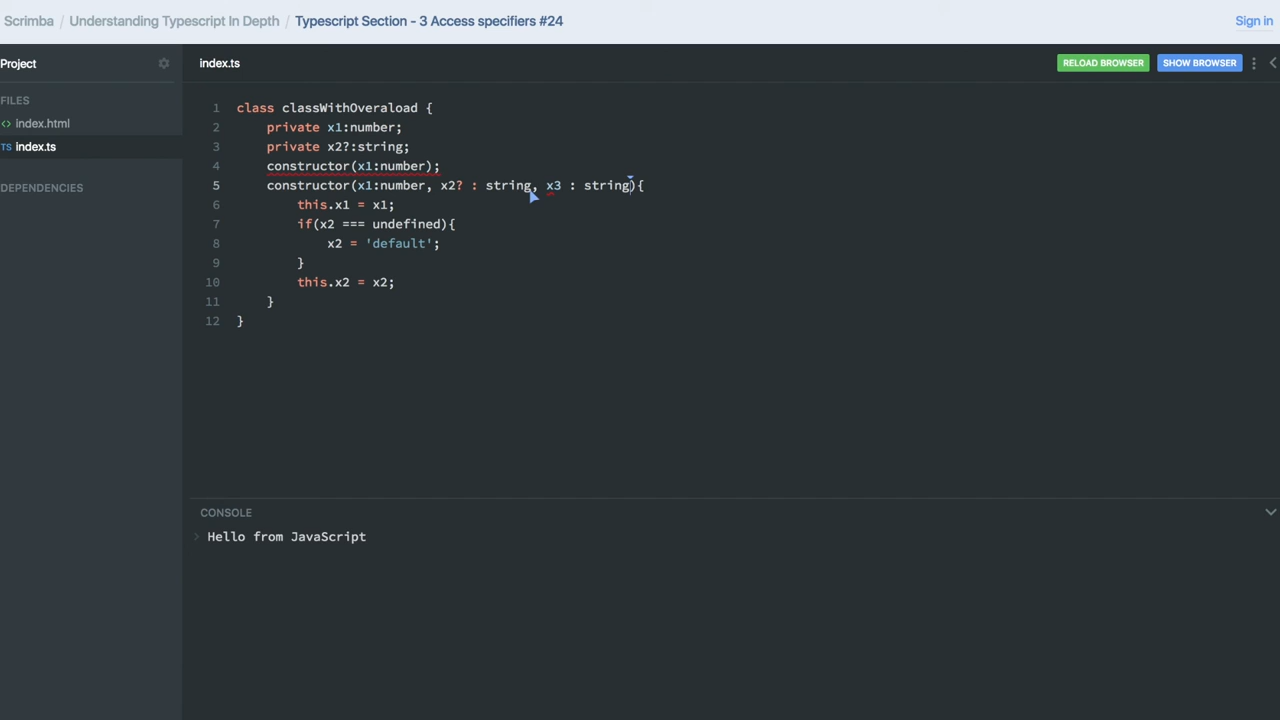 Scrimba / Understanding Typescript In Depth / Typescript Section - 3 Access specifiers #24
Sign in
Project
index.ts
RELOAD BROWSER
SHOW BROWSER
FILES
<> index.html
TS index.ts
DEPENDENCIES
1 class classWithOveraload {
2     private x1:number;
3     private x2?:string;
4     constructor(x1:number);
5     constructor(x1:number, x2? : string, x3 : string){
6         this.x1 = x1;
7         if(x2 === undefined){
8             x2 = 'default';
9         }
10         this.x2 = x2;
11     }
12 }
CONSOLE
> Hello from JavaScript